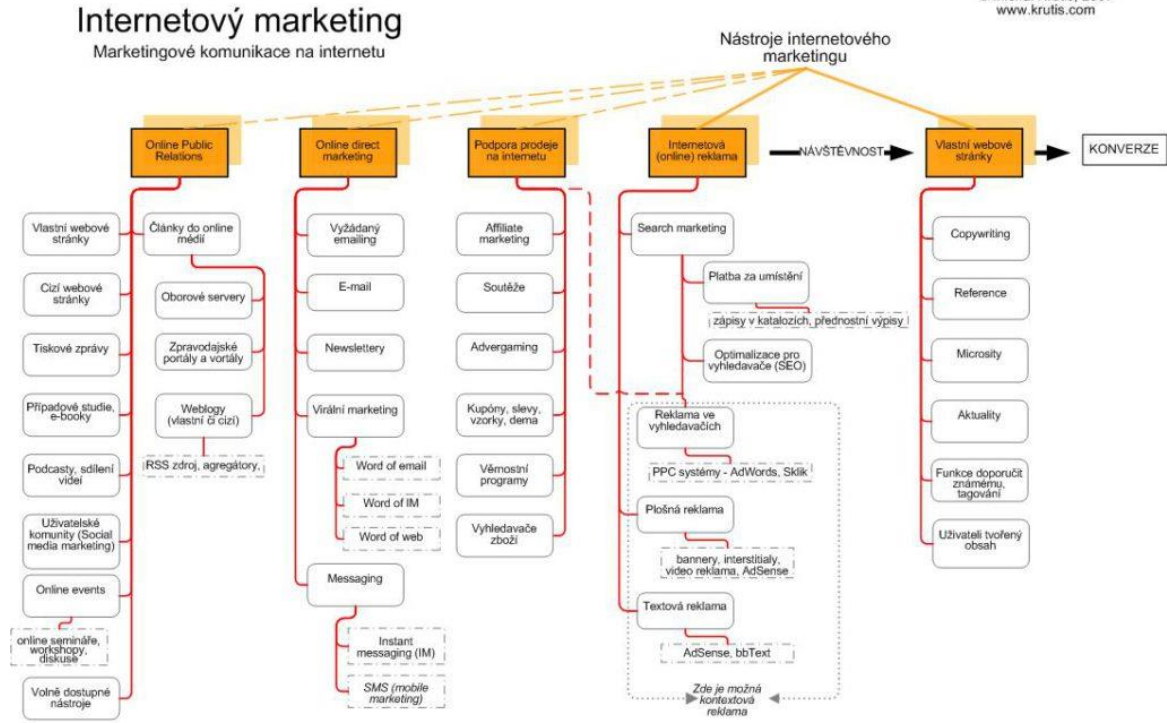 www.krutis.com
Internetový marketing
Marketingové komunikace na internetu
Nástroje internetového
marketingu
Online Public
Relations
Online direct
marketing
Podpora prodeje
na internetu
Internetová
(online) reklama
NÁVŠTĚVNOST
Vlastní webové
stránky
KONVERZE
Vlastní webové
stránky
Cizí webové
stránky
Tiskové zprávy
Případové studie,
e-booky
Podcasty, sdílení
videí
Uživatelské
komunity (Social
media marketing)
Online events
online semináře,
workshopy,
diskuse
Volně dostupné
nástroje
Články do online
médií
Oborové servery
Zpravodajské
portály a vortály
Weblogy
(vlastní či cizí)
RSS zdroj, agregátory,
Vyžádaný
emailing
E-mail
Newslettery
Virální marketing
Word of email
Word of IM
Word of web
Messaging
Instant
messaging (IM)
SMS (mobile
marketing)
Affiliate
marketing
Soutěže
Advergaming
Kupóny, slevy,
vzorky, dema
Věrnostní
programy
Vyhledavače
zboží
Search marketing
Platba za umístění
zápisy v katalozích, přednostní výpisy
Optimalizace pro
vyhledavače (SEO)
Reklama ve
vyhledavačích
PPC systémy - AdWords, Sklik
Plošná reklama
bannery, interstitialy,
video reklama, AdSense
Textová reklama
AdSense, bbText
Zde je možná
kontextová
reklama
Copywriting
Reference
Microsity
Aktuality
Funkce doporučit
známému,
tagování
Uživateli tvořený
obsah